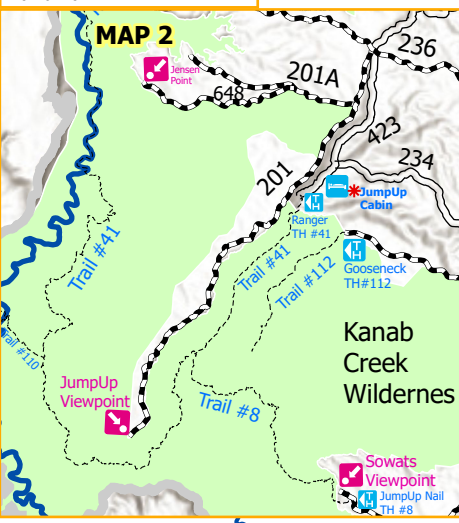 MAP 2
236
Jensen
Point
201A
648
423
234
201
JumpUp
Cabin
Ranger
TH #41
Trail #41
Trail #41
Trail #112
Gooseneck
TH#112
Trail #110
Kanab
Creek
Wildernes
JumpUp
Viewpoint
Trail #8
Sowats
Viewpoint
JumpUp Nail
TH #8